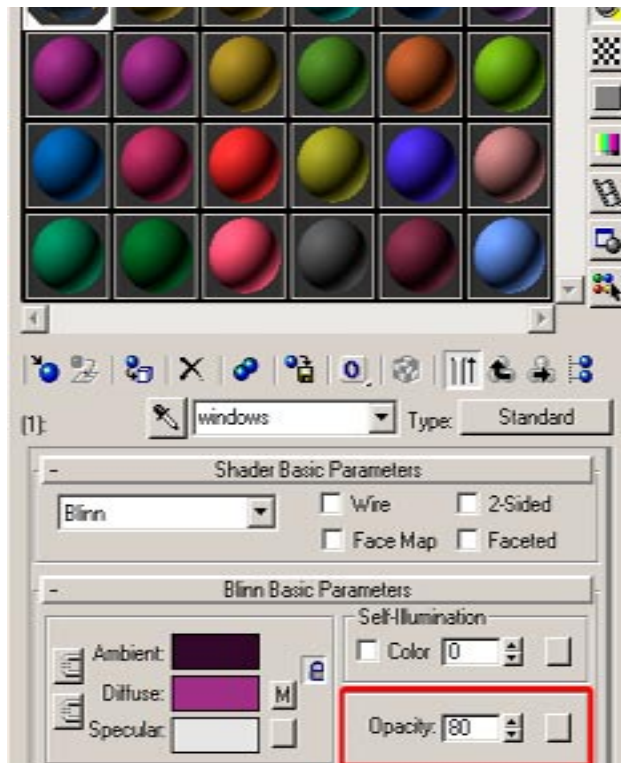 0
[1]:
windows
Type: Standard
- Shader Basic Parameters
Blinn
Wire
2-Sided
Face Map
Faceted
- Blinn Basic Parameters
Self-Illumination
Ambient:
Color 0
Diffuse:
M
Specular:
Opacity: 80